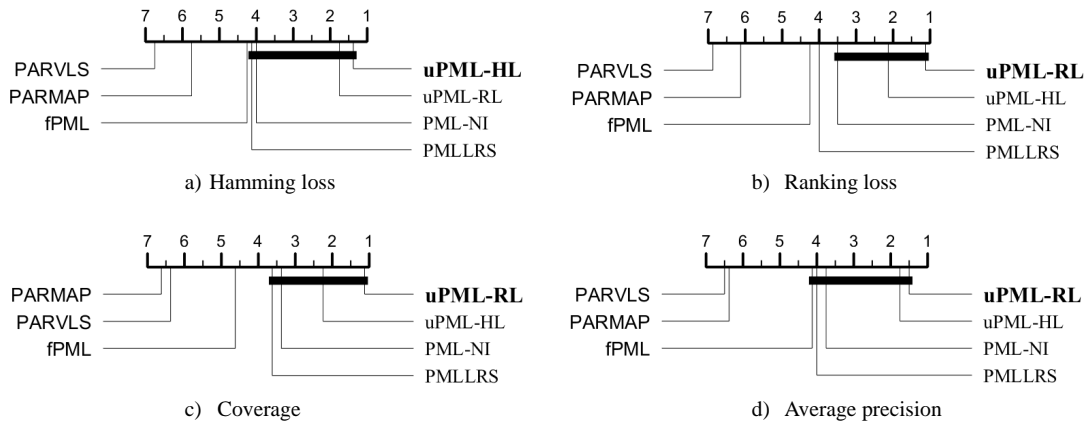 7 6 5 4 3 2 1
PARVLS
PARMAP
fPML
uPML-HL
uPML-RL
PML-NI
PMLLRS
a) Hamming loss
7 6 5 4 3 2 1
PARVLS
PARMAP
fPML
uPML-RL
uPML-HL
PML-NI
PMLLRS
b) Ranking loss
7 6 5 4 3 2 1
PARMAP
PARVLS
fPML
uPML-RL
uPML-HL
PML-NI
PMLLRS
c) Coverage
7 6 5 4 3 2 1
PARVLS
PARMAP
fPML
uPML-RL
uPML-HL
PML-NI
PMLLRS
d) Average precision